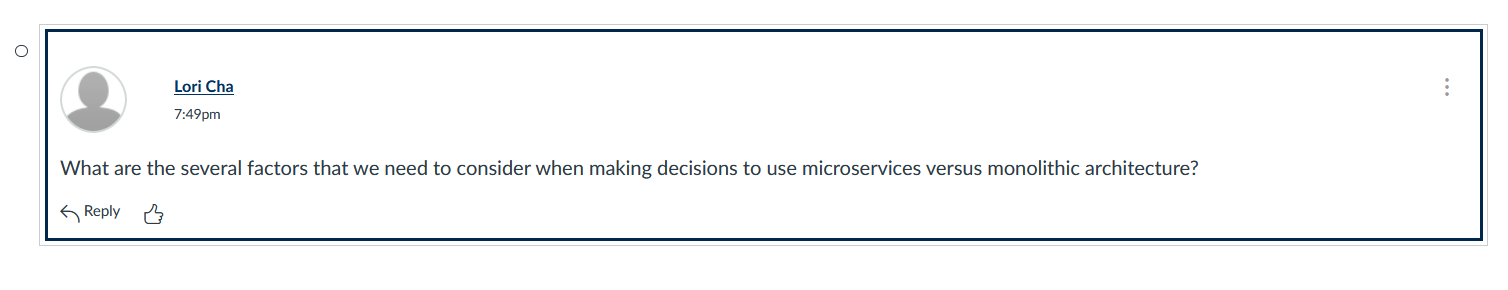 Lori Cha
7:49pm
What are the several factors that we need to consider when making decisions to use microservices versus monolithic architecture?
Reply